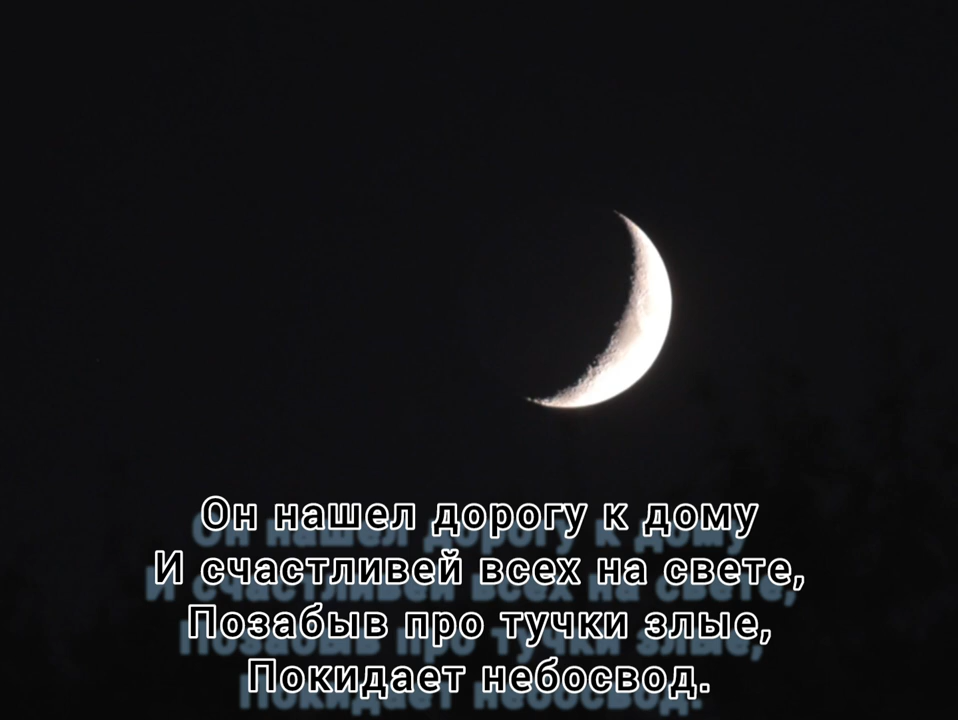 Он нашел дорогу к дому
И счастливей всех на свете,
Позабыв про тучки злые,
Покидает небосвод.